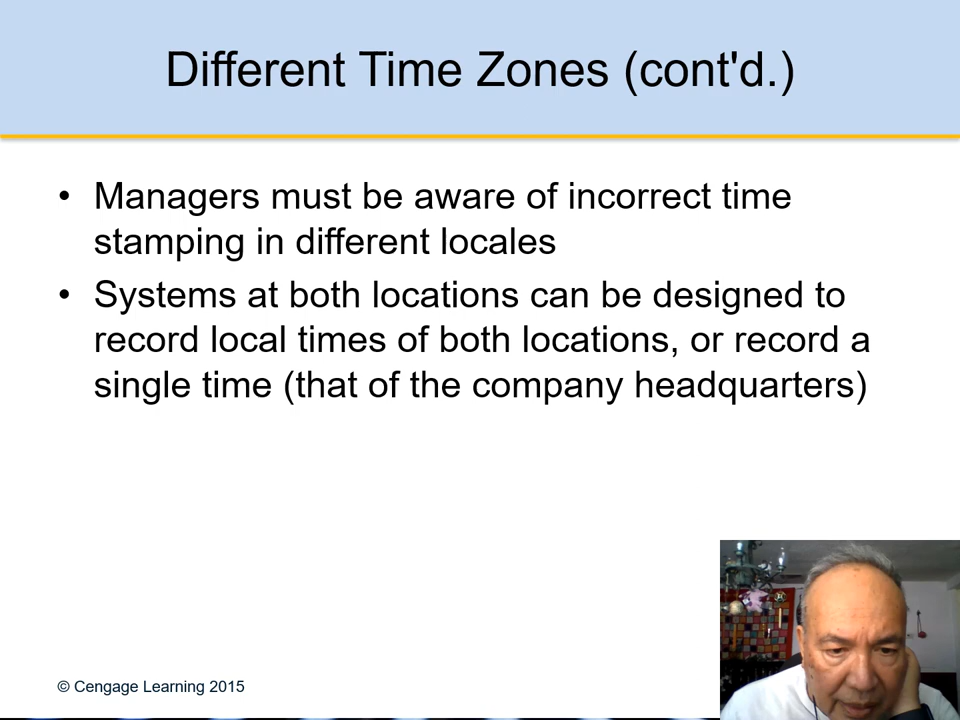 Different Time Zones (cont'd.)
• Managers must be aware of incorrect time
stamping in different locales
• Systems at both locations can be designed to
record local times of both locations, or record a
single time (that of the company headquarters)
© Cengage Learning 2015